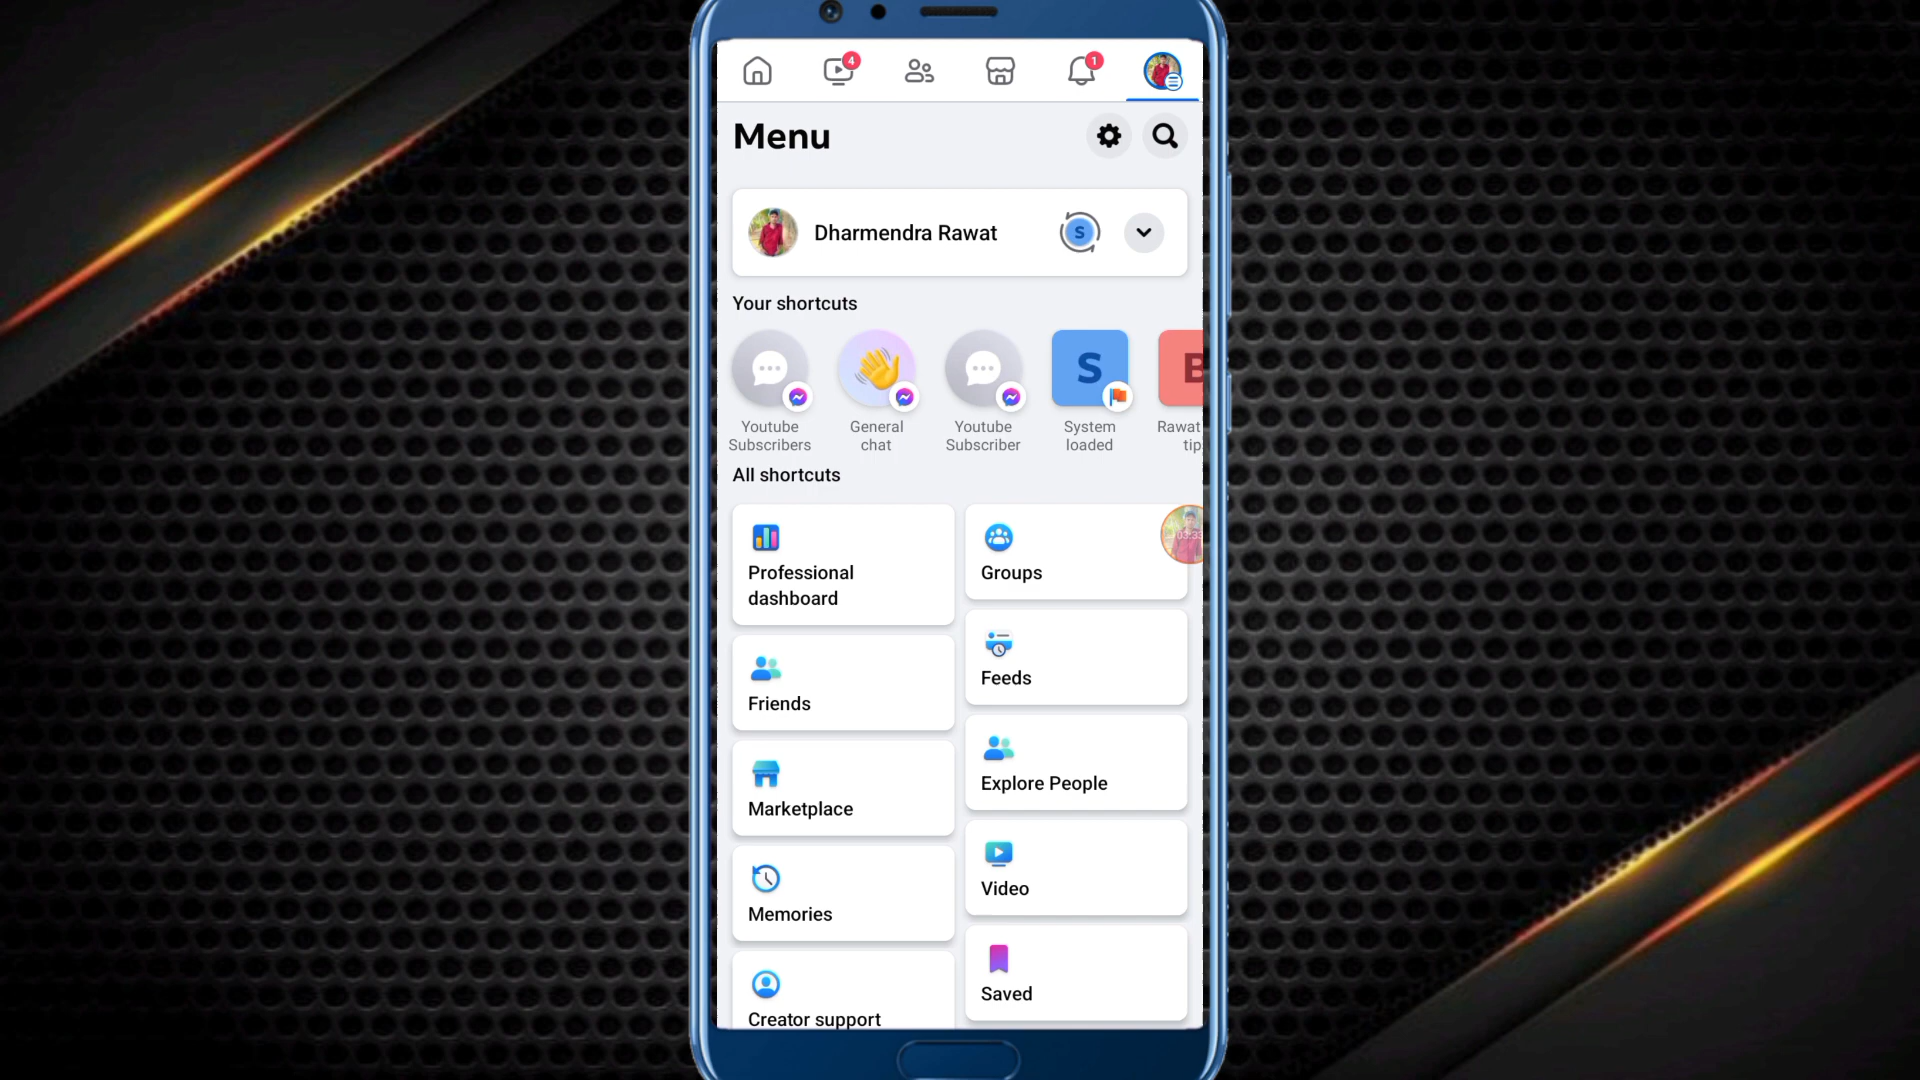 4
1
Menu
Dharmendra Rawat
S
Your shortcuts
S
B
Youtube
Subscribers
General
chat
Youtube
Subscriber
System
loaded
Rawat
tip
All shortcuts
Professional
dashboard
Groups
Friends
Feeds
Marketplace
Explore People
Memories
Video
Creator support
Saved